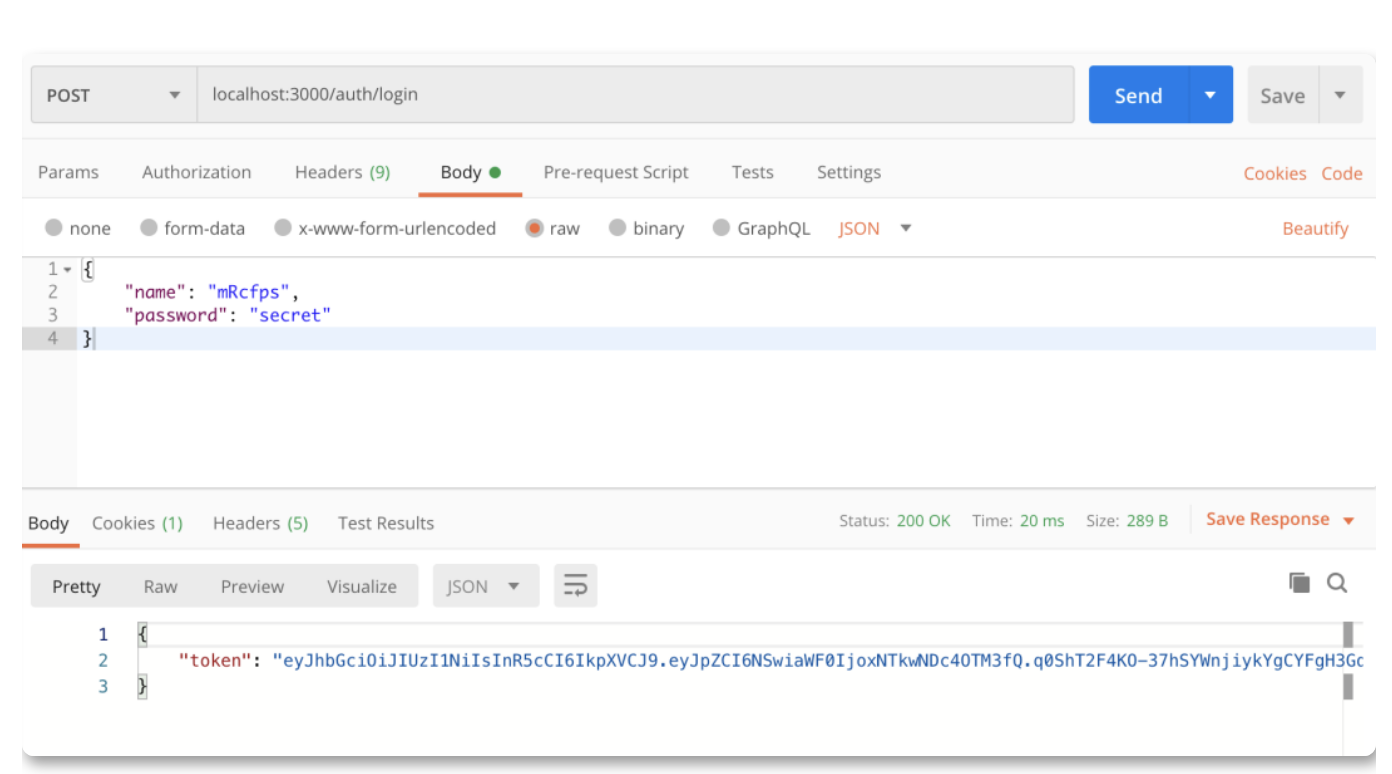 POST localhost:3000/auth/login Send Save
Params Authorization Headers (9) Body Pre-request Script Tests Settings Cookies Code
none form-data x-www-form-urlencoded raw binary GraphQL JSON Beautify
1 {
2 "name": "mRcfps",
3 "password": "secret"
4 }
Body Cookies (1) Headers (5) Test Results Status: 200 OK Time: 20 ms Size: 289 B Save Response
Pretty Raw Preview Visualize JSON
1 {
2 "token": "eyJhbGciOiJIUzI1NiIsInR5cCI6IkpXVCJ9.eyJpZCI6NSwiaWF0IjoxNTkwNDc4OTM3fQ.q0ShT2F4KO-37hSYWnjiykYgCYFgH3Gc
3 }